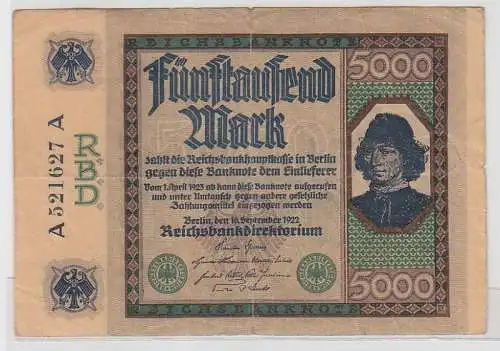 REICHSBANKNOTE
Fünftausend
Mark
5000
zahlt die Reichsbankhauptkasse in Berlin
gegen diese Banknote dem Einlieferer
Vom 1. April 1923 ab kann diese Banknote aufgerufen
und unter Umtausch gegen andere gesetzliche
Zahlungsmittel eingezogen werden
Berlin, den 16. September 1922
Reichsbankdirektorium
5000
REICHSBANKNOTE
A 521627 A
R.B.D.